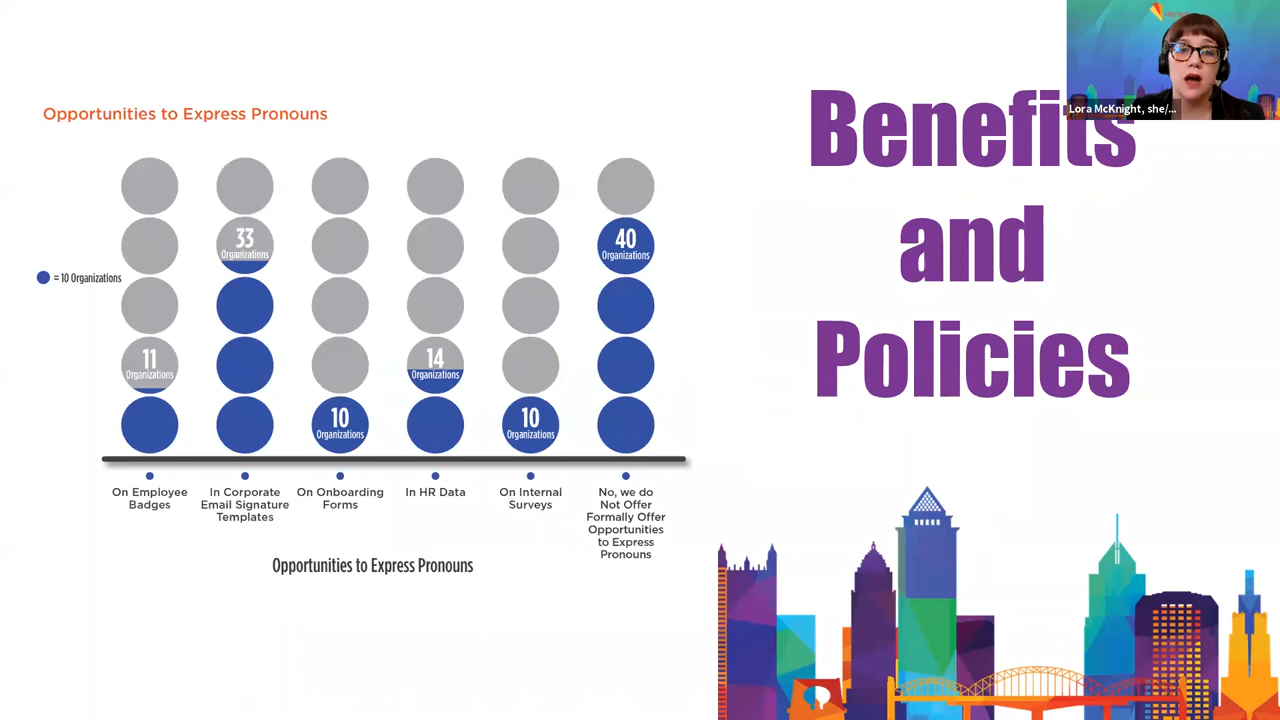 Opportunities to Express Pronouns
33
Organizations
40
Organizations
= 10 Organizations
11
Organizations
14
Organizations
10
Organizations
10
Organizations
On Employee
Badges
In Corporate
Email Signature
Templates
On Onboarding
Forms
In HR Data
On Internal
Surveys
No, we do
Not Offer
Formally Offer
Opportunities
to Express
Pronouns
Opportunities to Express Pronouns
Benefits
and
Policies
Lora McKnight, she/...